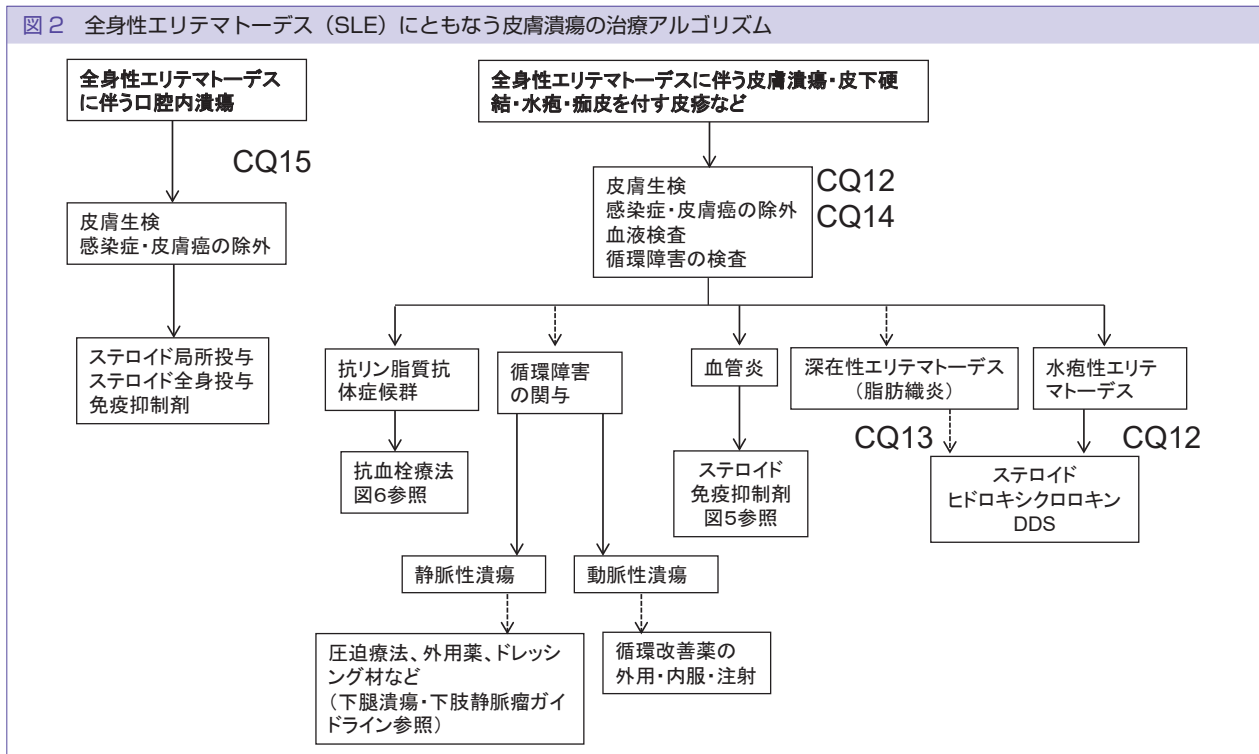 図2 全身性エリテマトーデス（SLE）にともなう皮膚潰瘍の治療アルゴリズム
全身性エリテマトーデス
に伴う口腔内潰瘍
CQ15
皮膚生検
感染症・皮膚癌の除外
ステロイド局所投与
ステロイド全身投与
免疫抑制剤
全身性エリテマトーデスに伴う皮膚潰瘍・皮下硬
結・水疱・痂皮を付す皮疹など
皮膚生検
感染症・皮膚癌の除外
血液検査
循環障害の検査
CQ12
CQ14
抗リン脂質抗
体症候群
循環障害
の関与
血管炎
深在性エリテマトーデス
（脂肪織炎）
水疱性エリテ
マトーデス
CQ13
CQ12
抗血栓療法
図6参照
ステロイド
免疫抑制剤
図5参照
ステロイド
ヒドロキシクロロキン
DDS
静脈性潰瘍
動脈性潰瘍
圧迫療法、外用薬、ドレッシ
ング材など
（下腿潰瘍・下肢静脈瘤ガイ
ドライン参照）
循環改善薬の
外用・内服・注射